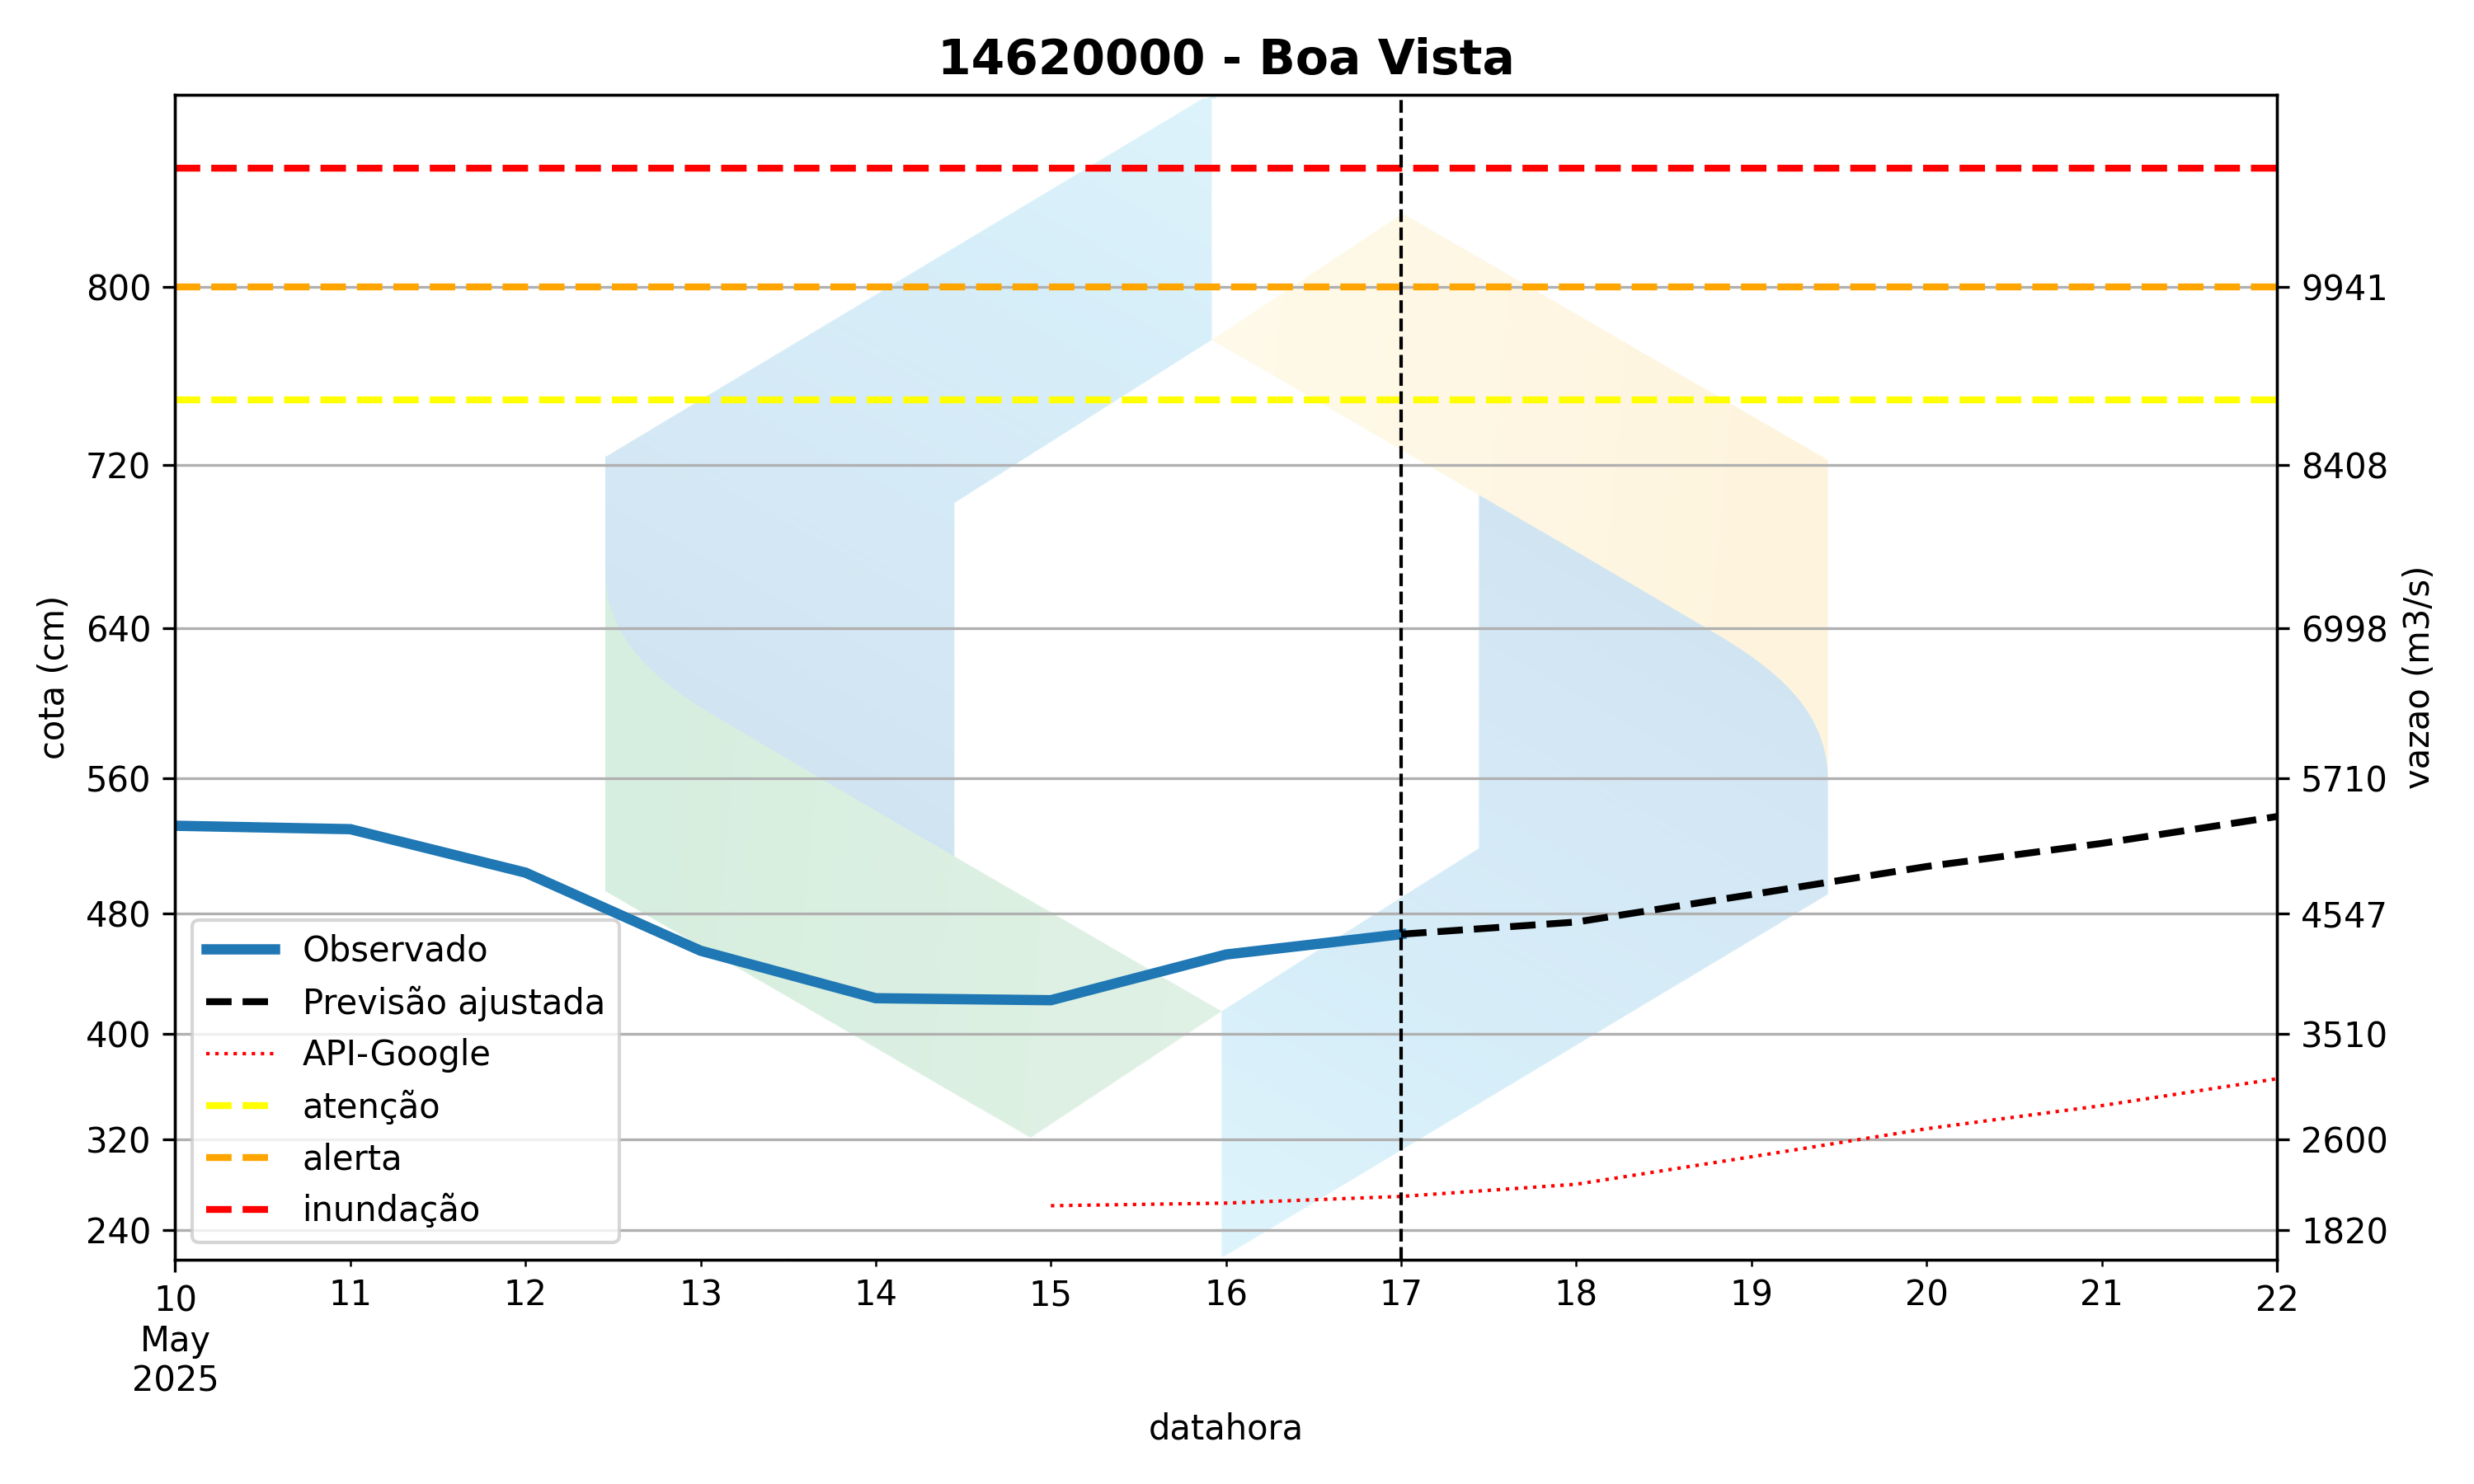 14620000 - Boa Vista
cota (cm)
800
720
640
560
480
400
320
240
9941
8408
6998
5710
4547
3510
2600
1820
vazao (m3/s)
Observado
Previsão ajustada
API-Google
atenção
alerta
inundação
10 11 12 13 14 15 16 17 18 19 20 21 22
May
2025
datahora